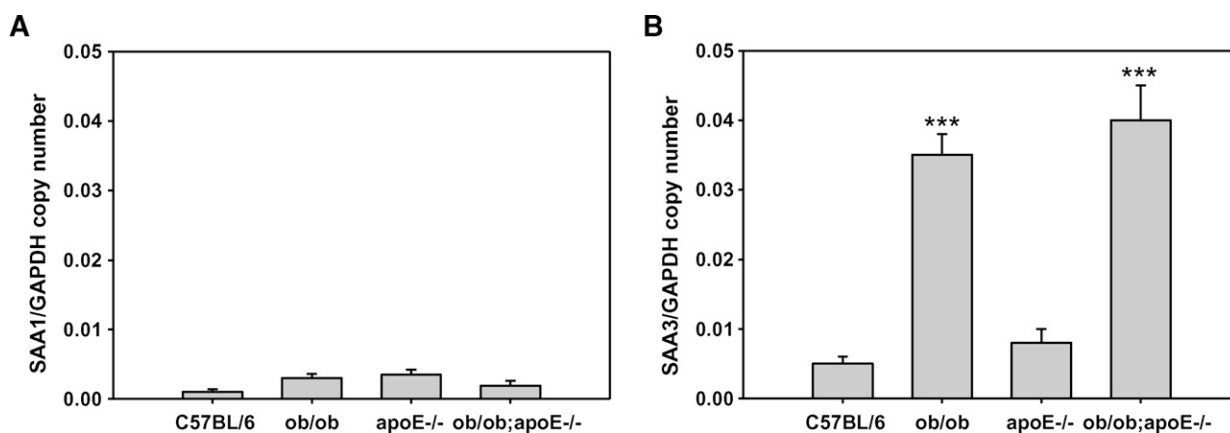 A
SAA1/GAPDH copy number
0.05
0.04
0.03
0.02
0.01
0.00
C57BL/6 ob/ob apoE-/- ob/ob;apoE-/-
B
SAA3/GAPDH copy number
0.05
0.04
0.03
0.02
0.01
0.00
***
***
C57BL/6 ob/ob apoE-/- ob/ob;apoE-/-